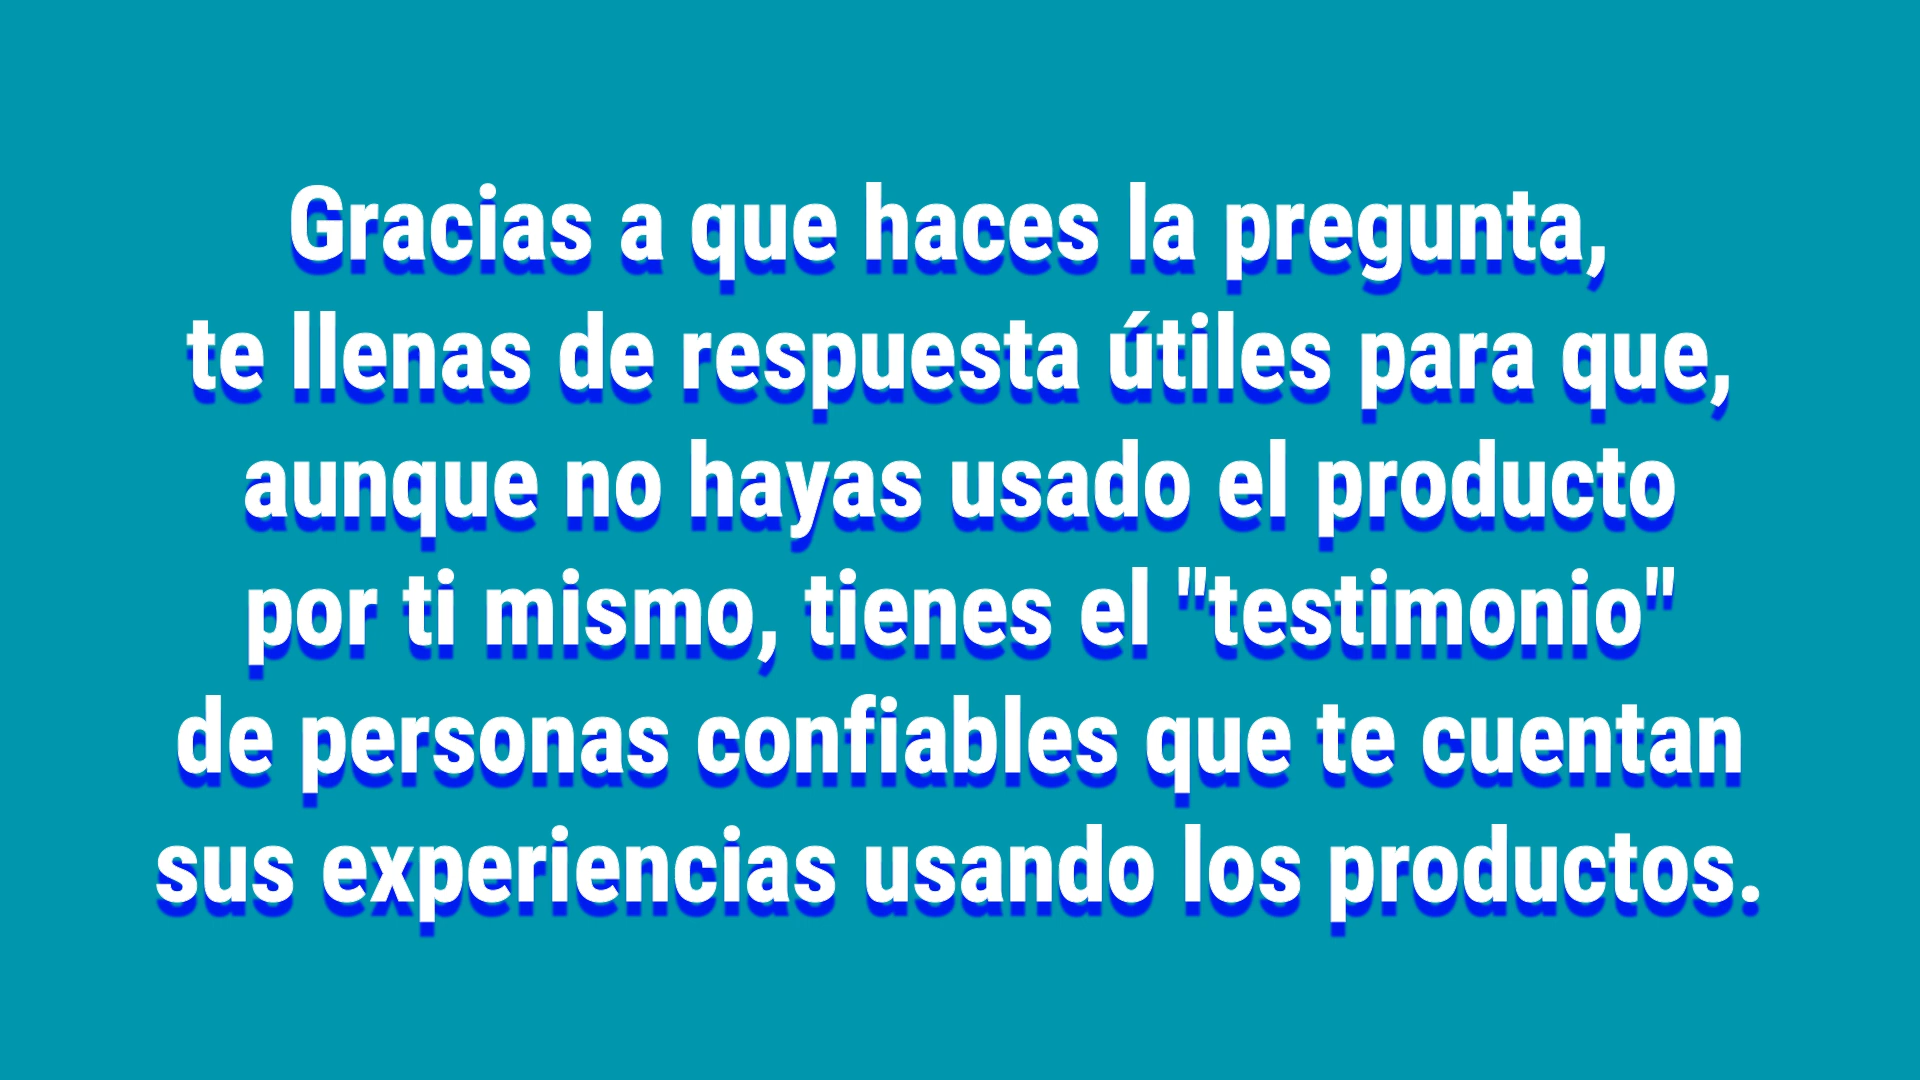 Gracias a que haces la pregunta,
te llenas de respuesta útiles para que,
aunque no hayas usado el producto
por ti mismo, tienes el "testimonio"
de personas confiables que te cuentan
sus experiencias usando los productos.